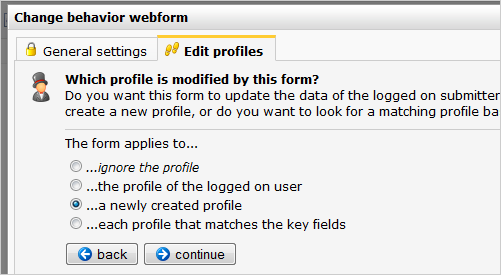 Change behavior webform
General settings
Edit profiles
Which profile is modified by this form?
Do you want this form to update the data of the logged on submitter
create a new profile, or do you want to look for a matching profile ba
The form applies to...
...ignore the profile
...the profile of the logged on user
...a newly created profile
...each profile that matches the key fields
back
continue